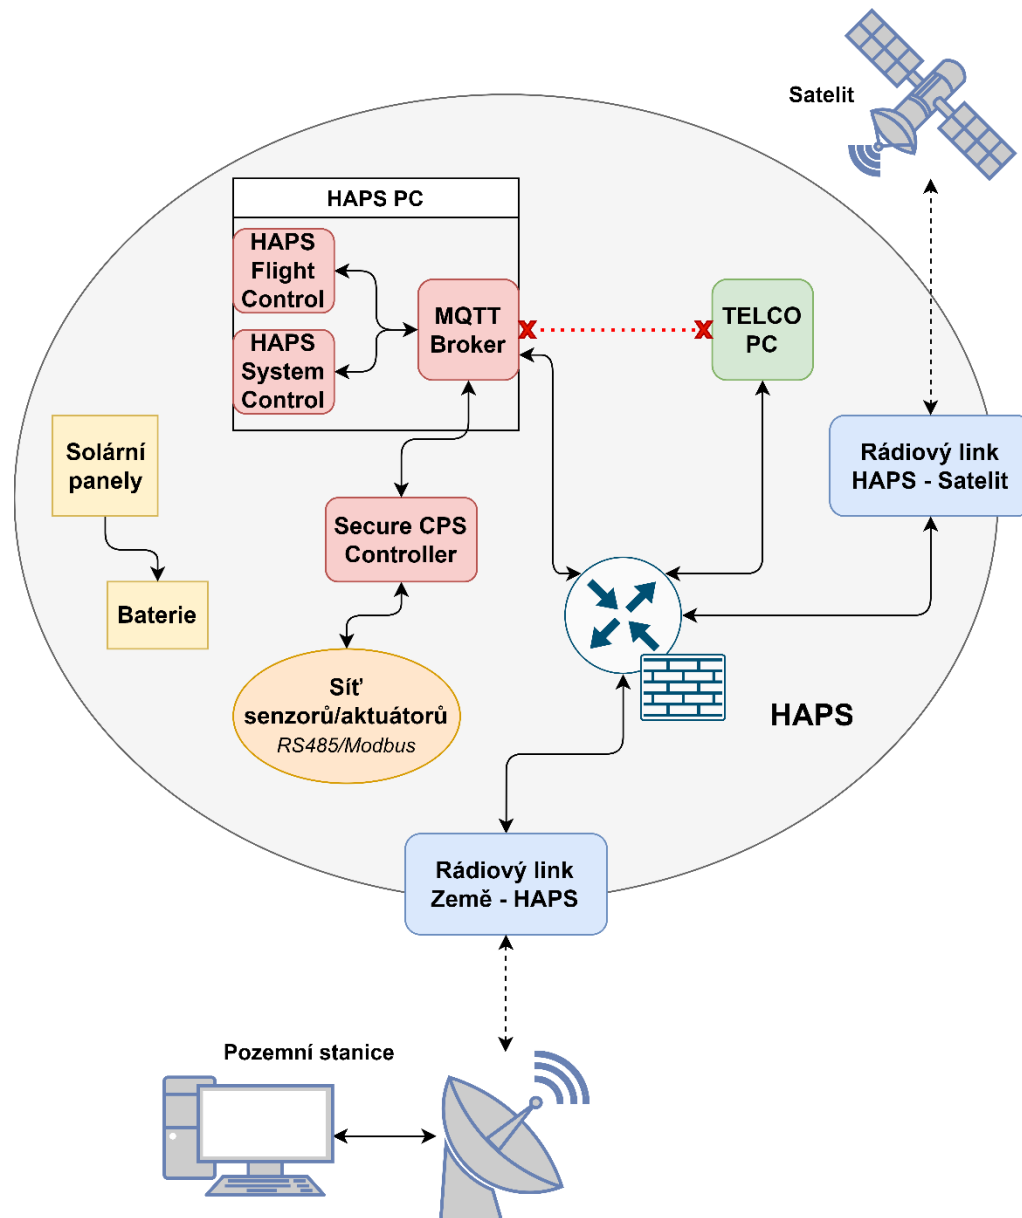 Satelit
HAPS PC
HAPS
Flight
Control
MQTT
Broker
TELCO
PC
HAPS
System
Control
Solární
panely
Rádiový link
HAPS - Satelit
Secure CPS
Controller
Baterie
Síť
senzorů/aktuátorů
RS485/Modbus
HAPS
Rádiový link
Země - HAPS
Pozemní stanice